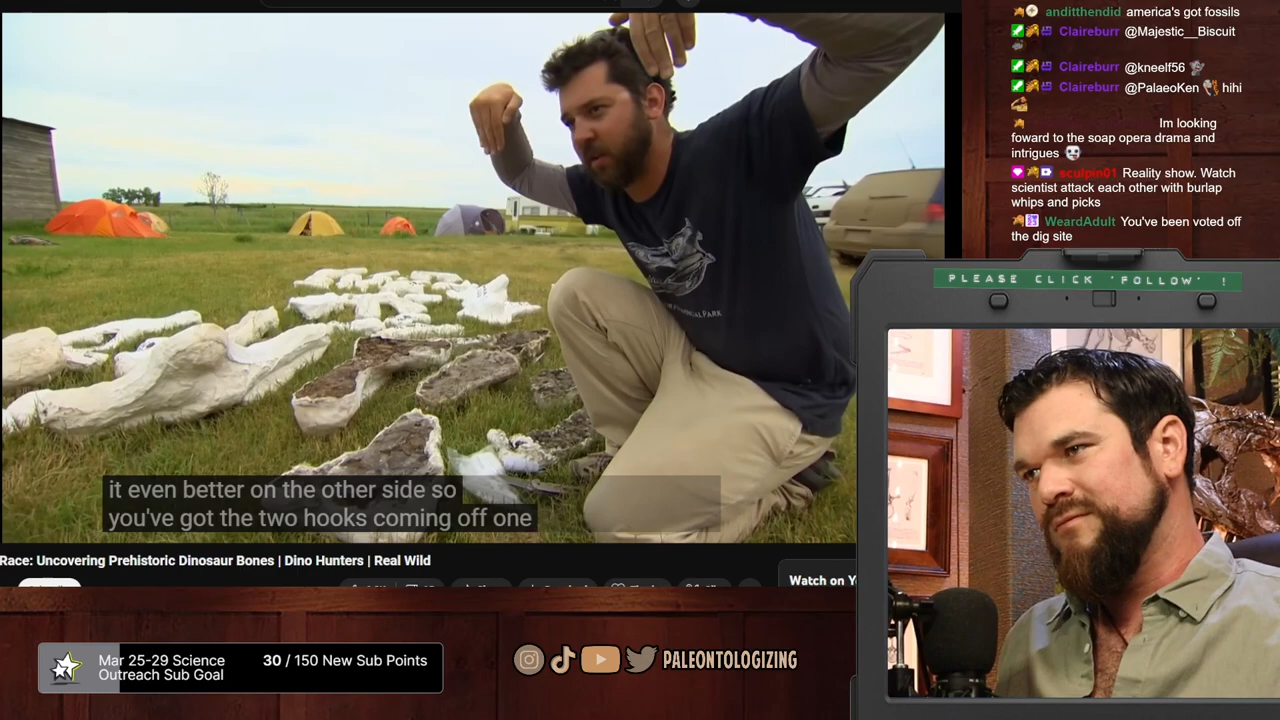 anditthendid america's got fossils
Claireburr @Majestic__Biscuit
Claireburr @kneelf56
Claireburr @PalaeoKen hihi
Im looking
foward to the soap opera drama and
intrigues
sculpin01 Reality show. Watch
scientist attack each other with burlap
whips and picks
WeardAdult You've been voted off
the dig site
PLEASE CLICK "FOLLOW" !
it even better on the other side so
you've got the two hooks coming off one
Race: Uncovering Prehistoric Dinosaur Bones | Dino Hunters | Real Wild
Watch on
Mar 25-29 Science
Outreach Sub Goal
30 / 150 New Sub Points
PALEONTOLOGIZING